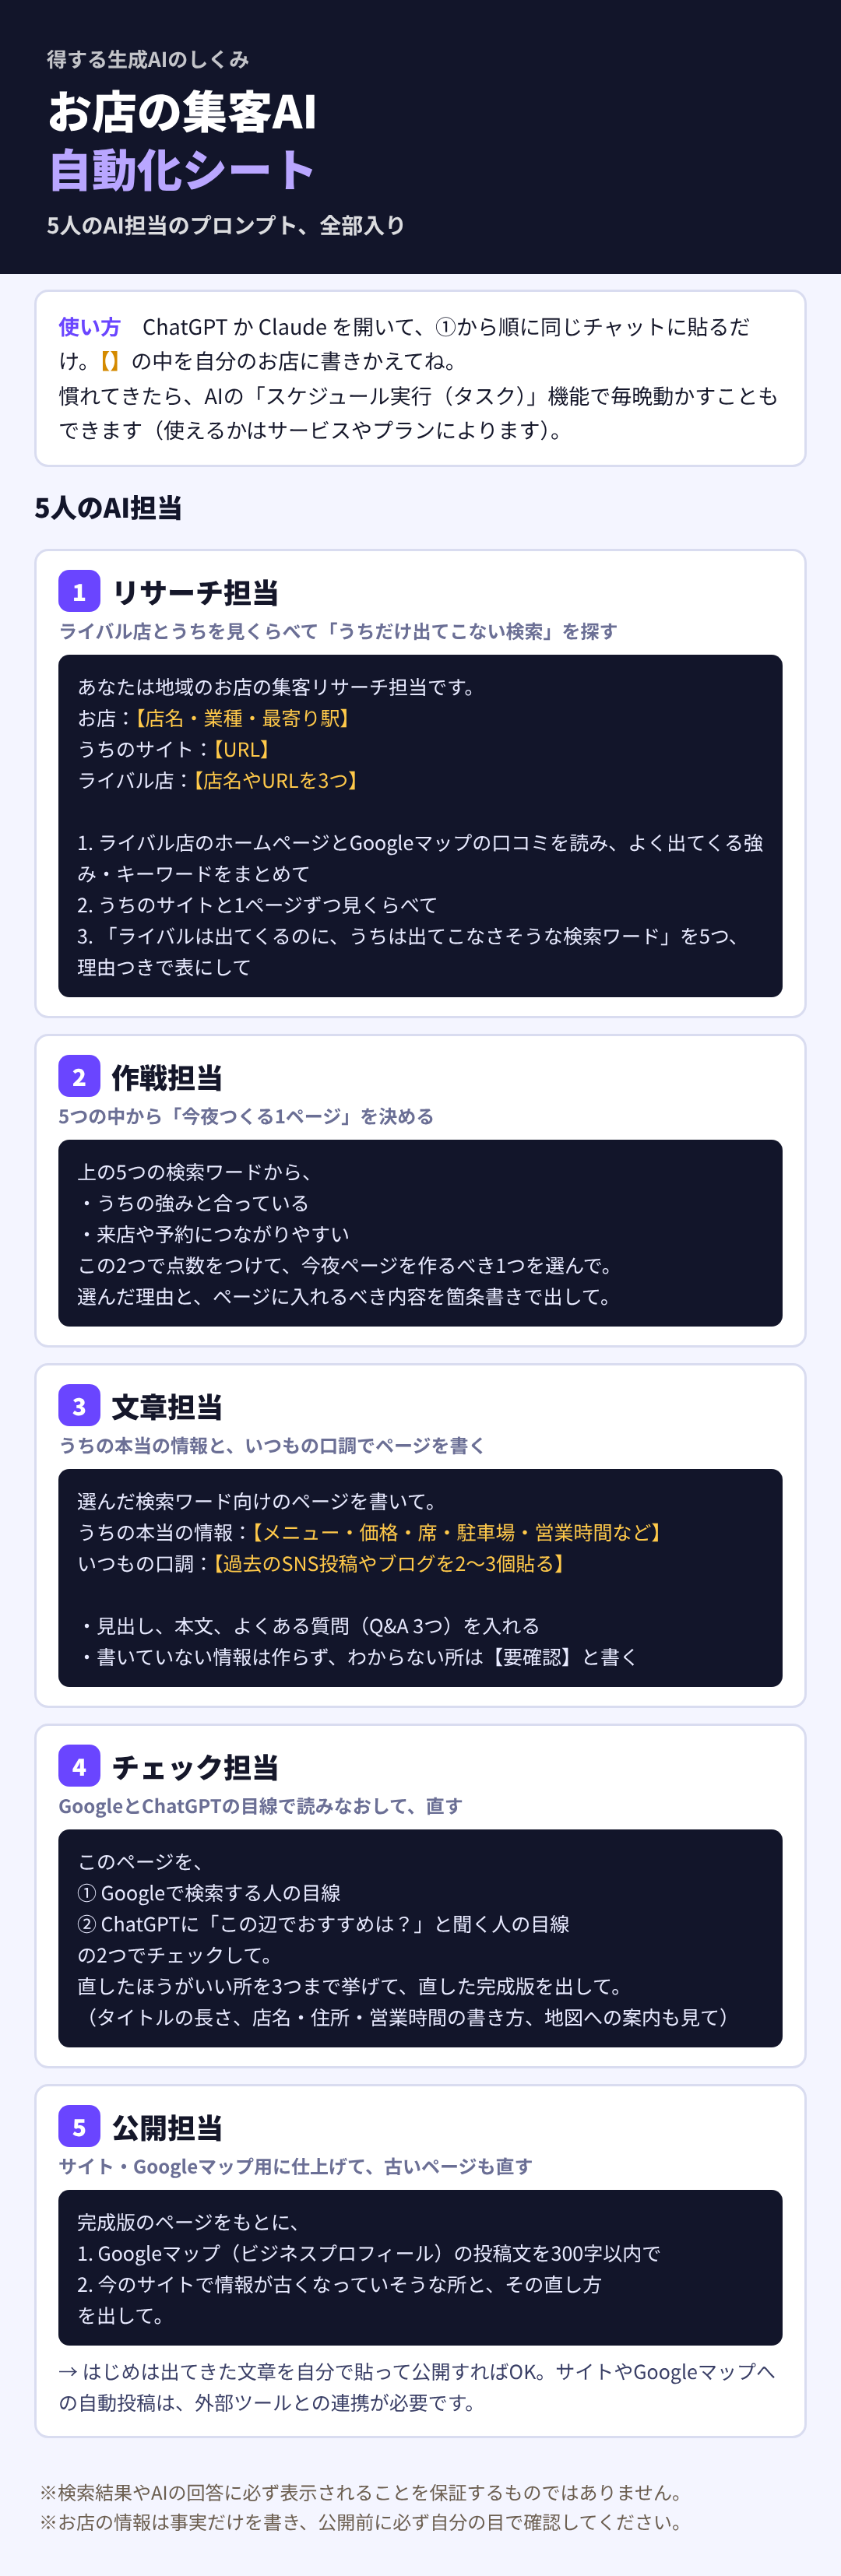 得する生成AIのしくみ
お店の集客AI
自動化シート
5人のAI担当のプロンプト、全部入り
使い方 ChatGPT か Claude を開いて、①から順に同じチャットに貼るだ
け。【】の中を自分のお店に書きかえてね。
慣れてきたら、AIの「スケジュール実行（タスク）」機能で毎晩動かすことも
できます（使えるかはサービスやプランによります）。
5人のAI担当
1 リサーチ担当
ライバル店とうちを見くらべて「うちだけ出てこない検索」を探す
あなたは地域のお店の集客リサーチ担当です。
お店：【店名・業種・最寄り駅】
うちのサイト：【URL】
ライバル店：【店名やURLを3つ】
1. ライバル店のホームページとGoogleマップの口コミを読み、よく出てくる強
み・キーワードをまとめて
2. うちのサイトと1ページずつ見くらべて
3. 「ライバルは出てくるのに、うちは出てこなさそうな検索ワード」を5つ、
理由つきで表にして
2 作戦担当
5つの中から「今夜つくる1ページ」を決める
上の5つの検索ワードから、
・うちの強みと合っている
・来店や予約につながりやすい
この2つで点数をつけて、今夜ページを作るべき1つを選んで。
選んだ理由と、ページに入れるべき内容を箇条書きで出して。
3 文章担当
うちの本当の情報と、いつもの口調でページを書く
選んだ検索ワード向けのページを書いて。
うちの本当の情報：【メニュー・価格・席・駐車場・営業時間など】
いつもの口調：【過去のSNS投稿やブログを2〜3個貼る】
・見出し、本文、よくある質問（Q&A 3つ）を入れる
・書いていない情報は作らず、わからない所は【要確認】と書く
4 チェック担当
GoogleとChatGPTの目線で読みなおして、直す
このページを、
① Googleで検索する人の目線
② ChatGPTに「この辺でおすすめは？」と聞く人の目線
の2つでチェックして。
直したほうがいい所を3つまで挙げて、直した完成版を出して。
（タイトルの長さ、店名・住所・営業時間の書き方、地図への案内も見て）
5 公開担当
サイト・Googleマップ用に仕上げて、古いページも直す
完成版のページをもとに、
1. Googleマップ（ビジネスプロフィール）の投稿文を300字以内で
2. 今のサイトで情報が古くなっていそうな所と、その直し方
を出して。
→ はじめは出てきた文章を自分で貼って公開すればOK。サイトやGoogleマップへ
の自動投稿は、外部ツールとの連携が必要です。
※検索結果やAIの回答に必ず表示されることを保証するものではありません。
※お店の情報は事実だけを書き、公開前に必ず自分の目で確認してください。